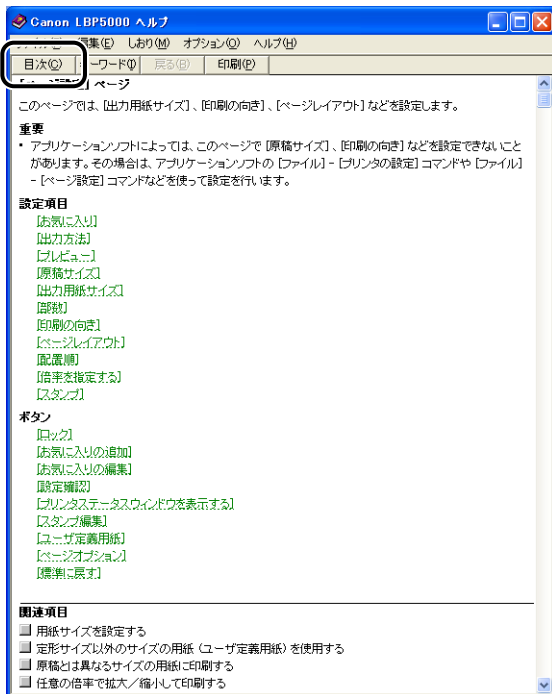 Canon LBP5000 ヘルプ
編集(E) しおり(M) オプション(O) ヘルプ(H)
目次(C) キーワード(I) 戻る(B) 印刷(P)
ページ
このページでは、[出力用紙サイズ]、[印刷の向き]、[ページレイアウト] などを設定します。
重要
• アプリケーションソフトによっては、このページで [原稿サイズ]、[印刷の向き] などを設定できないこと
があります。その場合は、アプリケーションソフトの [ファイル] - [プリンタの設定] コマンドや [ファイル]
- [ページ設定] コマンドなどを使って設定を行います。
設定項目
[お気に入り]
[出力方法]
[プレビュー]
[原稿サイズ]
[出力用紙サイズ]
[部数]
[印刷の向き]
[ページレイアウト]
[配置順]
[倍率を指定する]
[スタンプ]
ボタン
[ロック]
[お気に入りの追加]
[お気に入りの編集]
[設定確認]
[プリンタステータスウィンドウを表示する]
[スタンプ編集]
[ユーザ定義用紙]
[ページオプション]
[標準に戻す]
関連項目
用紙サイズを設定する
定形サイズ以外のサイズの用紙 (ユーザ定義用紙) を使用する
原稿とは異なるサイズの用紙に印刷する
任意の倍率で拡大/縮小して印刷する